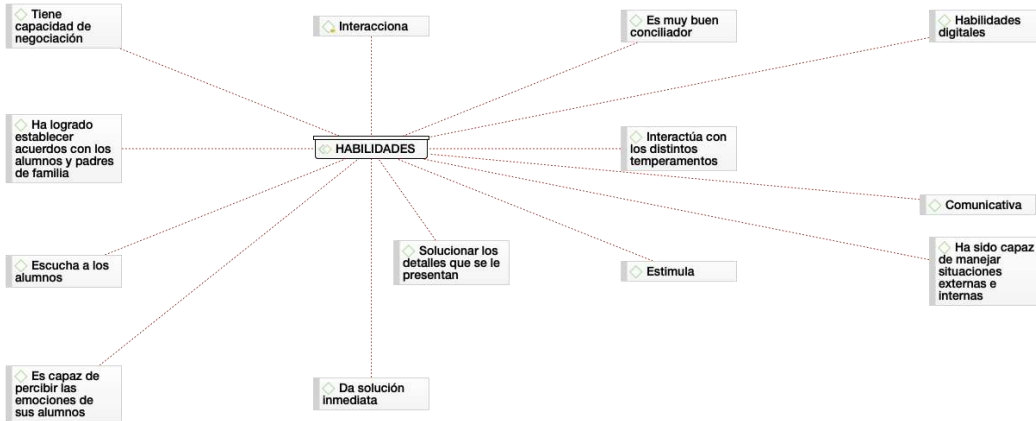 Tiene
capacidad de
negociación
Interacciona
Es muy buen
conciliador
Habilidades
digitales
Ha logrado
establecer
acuerdos con los
alumnos y padres
de familia
HABILIDADES
Interactúa con
los distintos
temperamentos
Comunicativa
Escucha a los
alumnos
Solucionar los
detalles que se le
presentan
Estimula
Ha sido capaz
de manejar
situaciones
externas e
internas
Es capaz de
percibir las
emociones de
sus alumnos
Da solución
inmediata